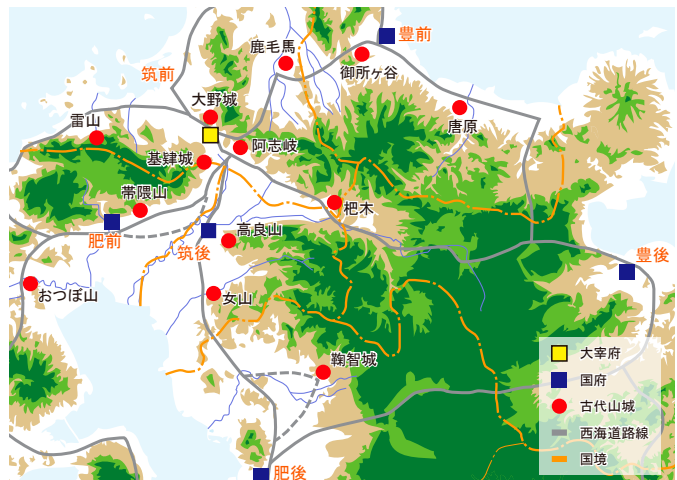 豊前
鹿毛馬
御所ヶ谷
筑前
大野城
唐原
雷山
阿志岐
基肄城
帯隈山
杷木
高良山
肥前
筑後
豊後
おつぼ山
女山
鞠智城
大宰府
国府
古代山城
西海道路線
国境
肥後